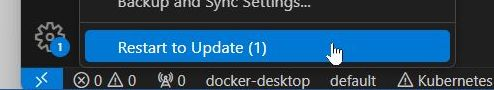 Backup and Sync Settings...
1
Restart to Update (1)
0 0 0 docker-desktop default Kubernetes